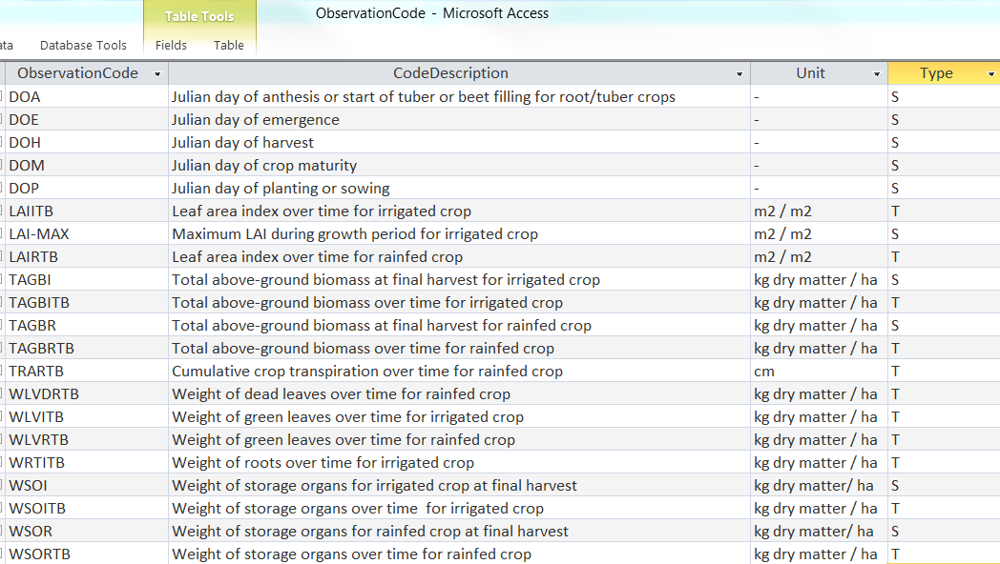 Table Tools
ObservationCode - Microsoft Access
ata Database Tools Fields Table
ObservationCode CodeDescription Unit Type
DOA Julian day of anthesis or start of tuber or beet filling for root/tuber crops - S
DOE Julian day of emergence - S
DOH Julian day of harvest - S
DOM Julian day of crop maturity - S
DOP Julian day of planting or sowing - S
LAIITB Leaf area index over time for irrigated crop m2 / m2 T
LAI-MAX Maximum LAI during growth period for irrigated crop m2 / m2 S
LAIRTB Leaf area index over time for rainfed crop m2 / m2 T
TAGBI Total above-ground biomass at final harvest for irrigated crop kg dry matter / ha S
TAGBITB Total above-ground biomass over time for irrigated crop kg dry matter / ha T
TAGBR Total above-ground biomass at final harvest for rainfed crop kg dry matter / ha S
TAGBRTB Total above-ground biomass over time for rainfed crop kg dry matter / ha T
TRARTB Cumulative crop transpiration over time for rainfed crop cm T
WLVDRTB Weight of dead leaves over time for rainfed crop kg dry matter / ha T
WLVITB Weight of green leaves over time for irrigated crop kg dry matter / ha T
WLVRTB Weight of green leaves over time for rainfed crop kg dry matter / ha T
WRTITB Weight of roots over time for irrigated crop kg dry matter / ha T
WSOI Weight of storage organs for irrigated crop at final harvest kg dry matter/ ha S
WSOITB Weight of storage organs over time  for irrigated crop kg dry matter / ha T
WSOR Weight of storage organs for rainfed crop at final harvest kg dry matter/ ha S
WSORTB Weight of storage organs over time for rainfed crop kg dry matter / ha T